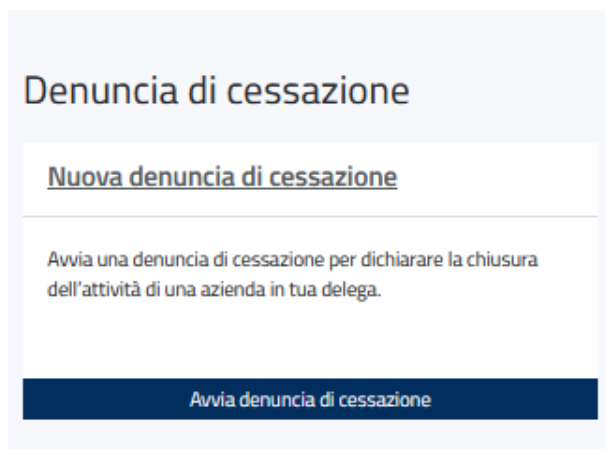 Denuncia di cessazione
Nuova denuncia di cessazione
Avvia una denuncia di cessazione per dichiarare la chiusura
dell'attività di una azienda in tua delega.
Avvia denuncia di cessazione